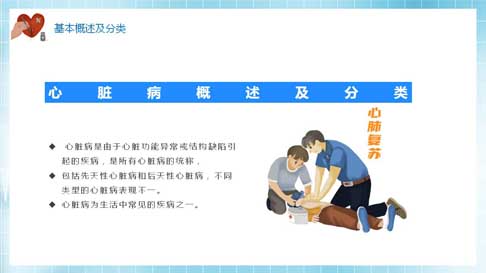 基本概述及分类
心脏病概述及分类
心肺复苏
◆ 心脏病是由于心脏功能异常或结构缺陷引
起的疾病，是所有心脏病的统称．
◆ 包括先天性心脏病和后天性心脏病，不同
类型的心脏病表现不一。
◆ 心脏病为生活中常见的疾病之一。